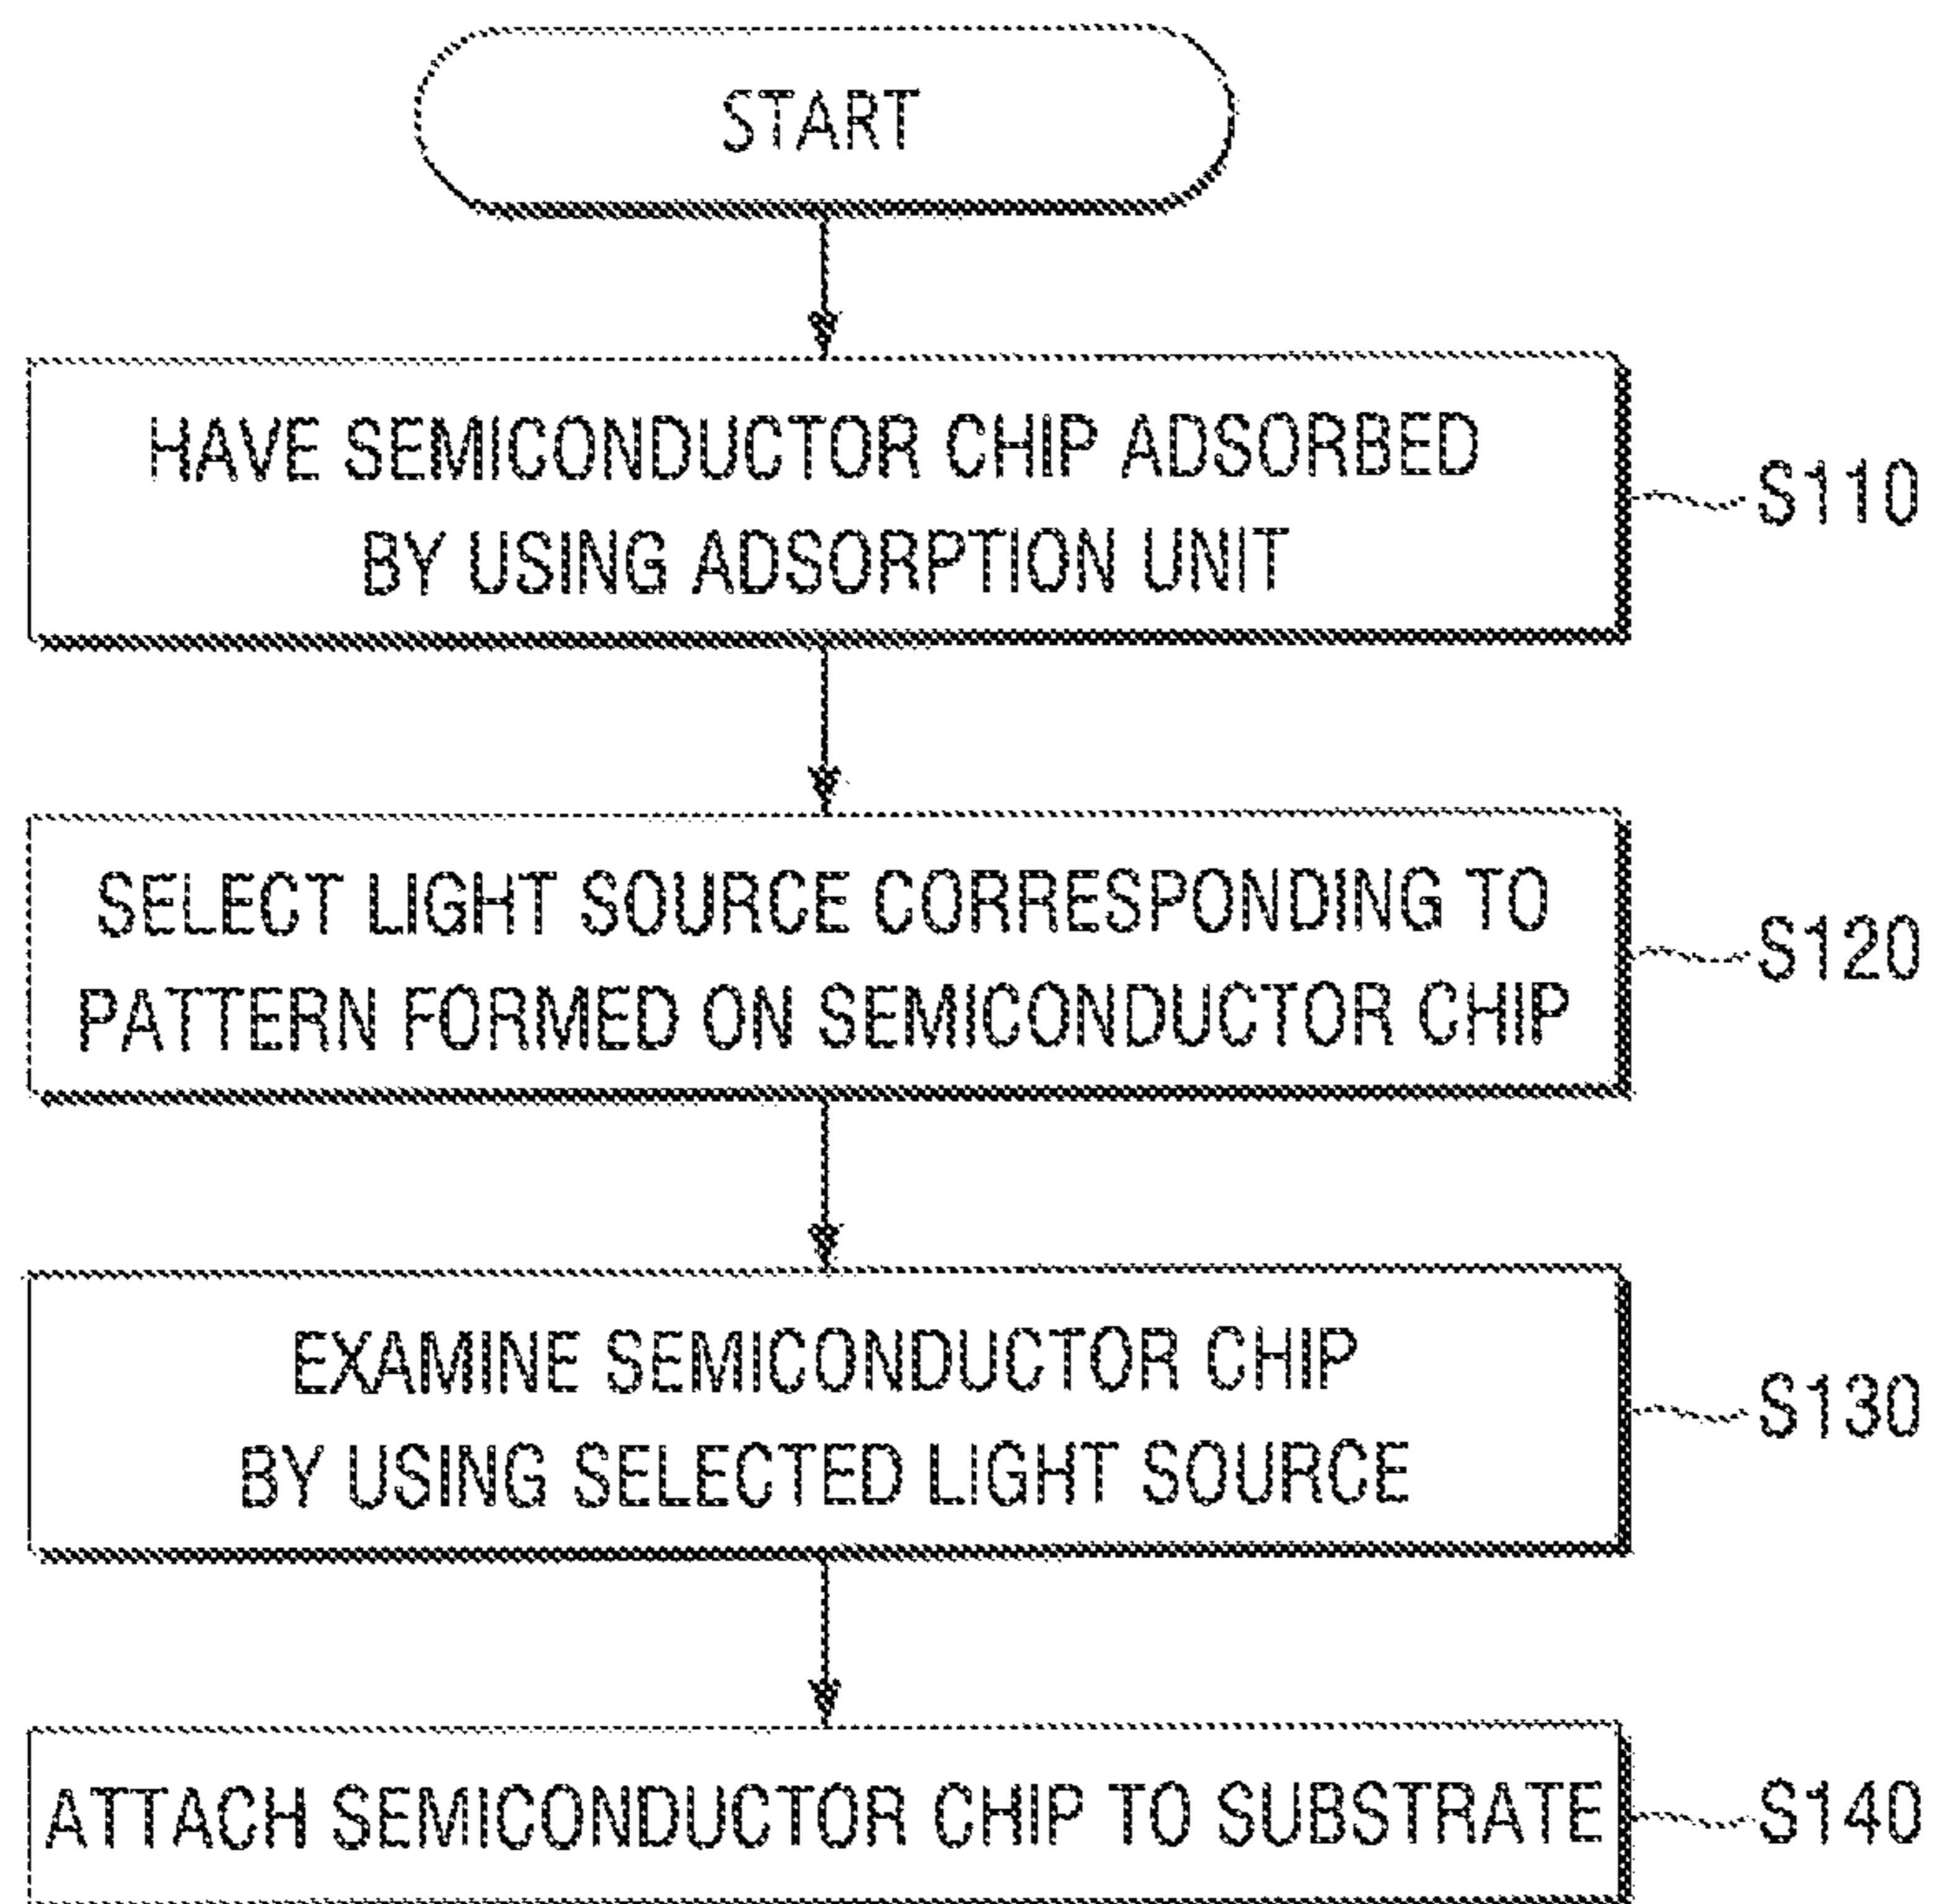 START
HAVE SEMICONDUCTOR CHIP ADSORBED
BY USING ADSORPTION UNIT
S110
SELECT LIGHT SOURCE CORRESPONDING TO
PATTERN FORMED ON SEMICONDUCTOR CHIP
S120
EXAMINE SEMICONDUCTOR CHIP
BY USING SELECTED LIGHT SOURCE
S130
ATTACH SEMICONDUCTOR CHIP TO SUBSTRATE
S140